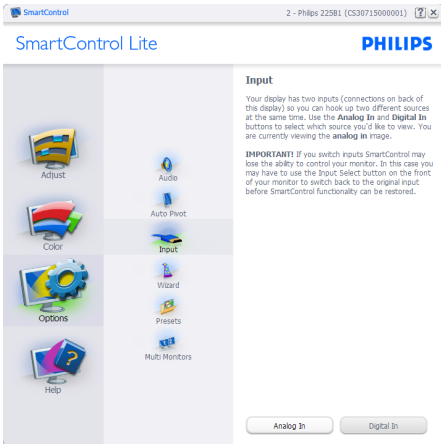 SmartControl
2 - Philips 225B1 (CS30715000001)
?
SmartControl Lite
PHILIPS
Adjust
Color
Options
Help
Audio
Auto Pivot
Input
Wizard
Presets
Multi Monitors
Input
Your display has two inputs (connections on back of
this display) so you can hook up two different sources
at the same time. Use the Analog In and Digital In
buttons to select which source you'd like to view. You
are currently viewing the analog in image.
IMPORTANT! If you switch inputs SmartControl may
lose the ability to control your monitor. In this case you
may have to use the Input Select button on the front
of your monitor to switch back to the original input
before SmartControl functionality can be restored.
Analog In
Digital In